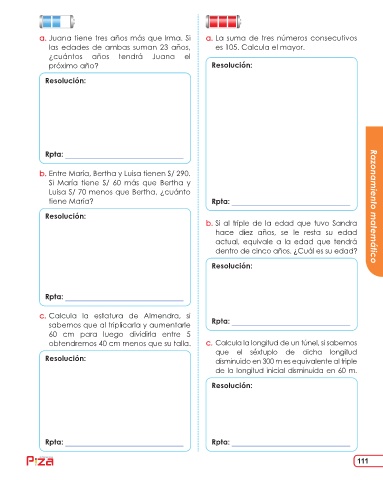 a. Juana tiene tres años más que Irma. Si
las edades de ambas suman 23 años,
¿cuántos años tendrá Juana el
próximo año?
Resolución:
Rpta:
b. Entre María, Bertha y Luisa tienen S/ 290.
Si María tiene S/ 60 más que Bertha y
Luisa S/ 70 menos que Bertha, ¿cuánto
tiene María?
Resolución:
Rpta:
c. Calcula la estatura de Almendra, si
sabemos que al triplicarla y aumentarle
60 cm para luego dividirla entre 5
obtendremos 40 cm menos que su talla.
Resolución:
Rpta:
a. La suma de tres números consecutivos
es 105. Calcula el mayor.
Resolución:
Rpta:
b. Si al triple de la edad que tuvo Sandra
hace diez años, se le resta su edad
actual, equivale a la edad que tendrá
dentro de cinco años. ¿Cuál es su edad?
Resolución:
Rpta:
c. Calcula la longitud de un túnel, si sabemos
que el séxtuplo de dicha longitud
disminuido en 300 m es equivalente al triple
de la longitud inicial disminuida en 60 m.
Resolución:
Rpta:
Razonamiento matemático
Pizza
111